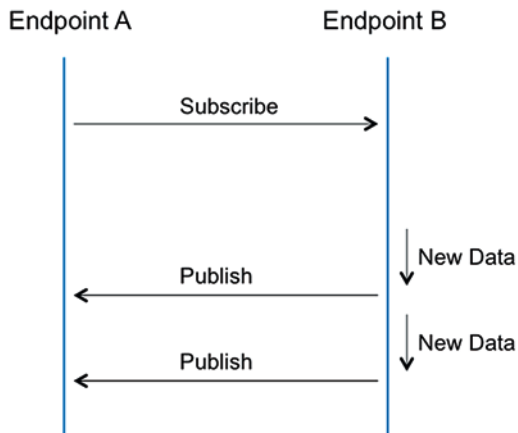 Endpoint A
Endpoint B
Subscribe
New Data
Publish
New Data
Publish